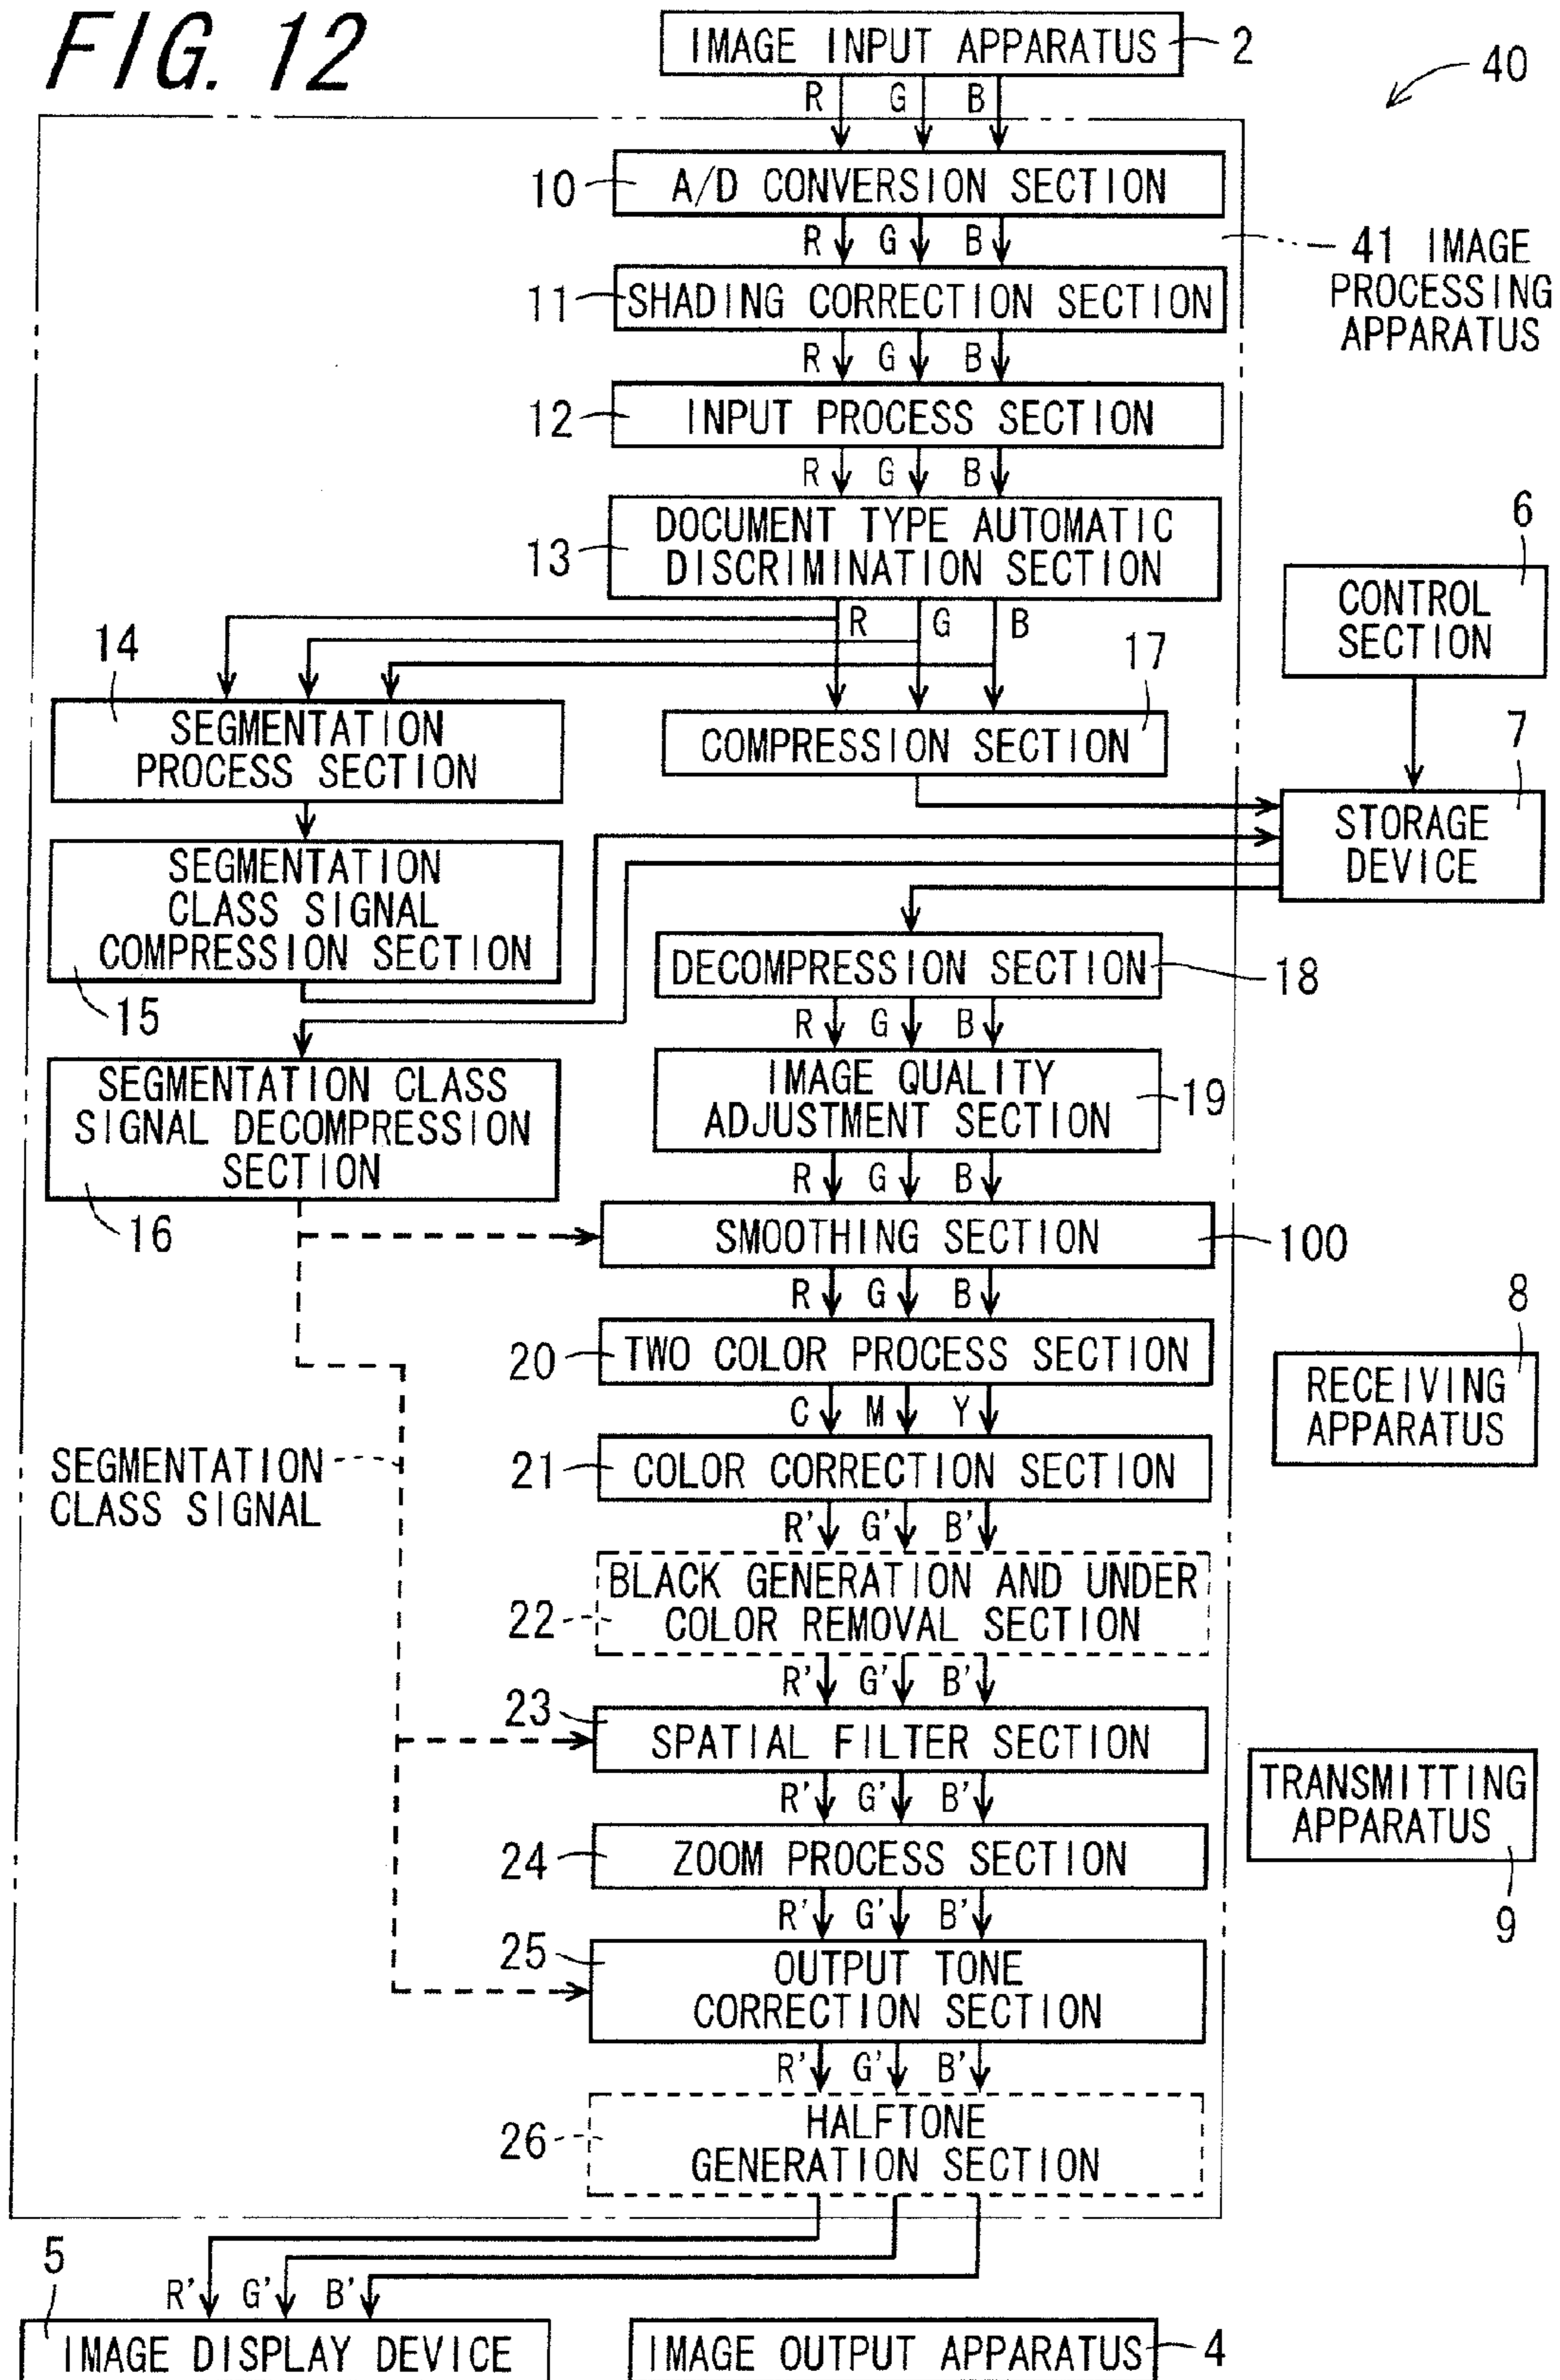 FIG. 12
IMAGE INPUT APPARATUS 2
40
R G B
10 A/D CONVERSION SECTION
R G B
41 IMAGE
PROCESSING
APPARATUS
11 SHADING CORRECTION SECTION
R G B
12 INPUT PROCESS SECTION
R G B
13 DOCUMENT TYPE AUTOMATIC
DISCRIMINATION SECTION
6
CONTROL
SECTION
R G B
14
SEGMENTATION
PROCESS SECTION
17
COMPRESSION SECTION
7
STORAGE
DEVICE
SEGMENTATION
CLASS SIGNAL
COMPRESSION SECTION
15
DECOMPRESSION SECTION 18
R G B
SEGMENTATION CLASS
SIGNAL DECOMPRESSION
SECTION
16
IMAGE QUALITY
ADJUSTMENT SECTION 19
R G B
SMOOTHING SECTION 100
R G B
20 TWO COLOR PROCESS SECTION
8
RECEIVING
APPARATUS
C M Y
SEGMENTATION
CLASS SIGNAL
21 COLOR CORRECTION SECTION
R' G' B'
22 BLACK GENERATION AND UNDER
COLOR REMOVAL SECTION
R' G' B'
23 SPATIAL FILTER SECTION
R' G' B'
TRANSMITTING
APPARATUS
9
24 ZOOM PROCESS SECTION
R' G' B'
25 OUTPUT TONE
CORRECTION SECTION
R' G' B'
26 HALFTONE
GENERATION SECTION
5
R' G' B'
IMAGE DISPLAY DEVICE
IMAGE OUTPUT APPARATUS 4